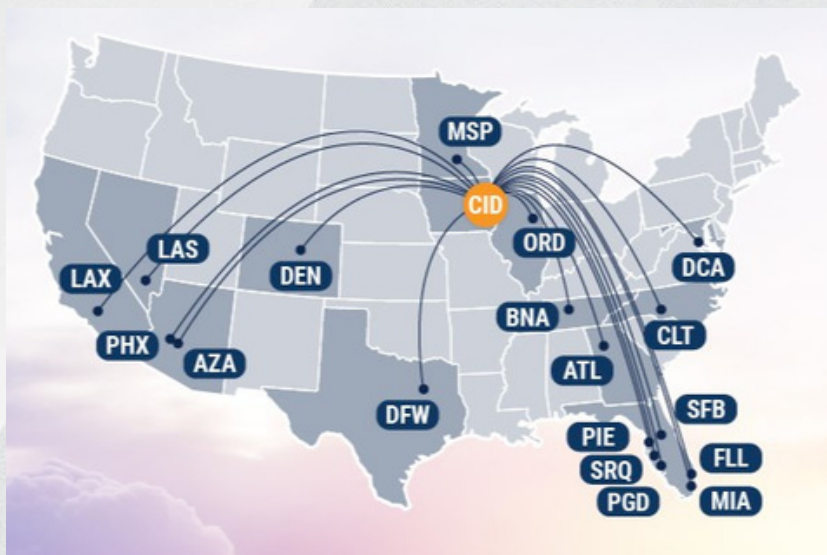 MSP
CID
ORD
LAS
DEN
DCA
LAX
BNA
CLT
PHX
AZA
ATL
DFW
SFB
PIE
FLL
SRQ
PGD
MIA